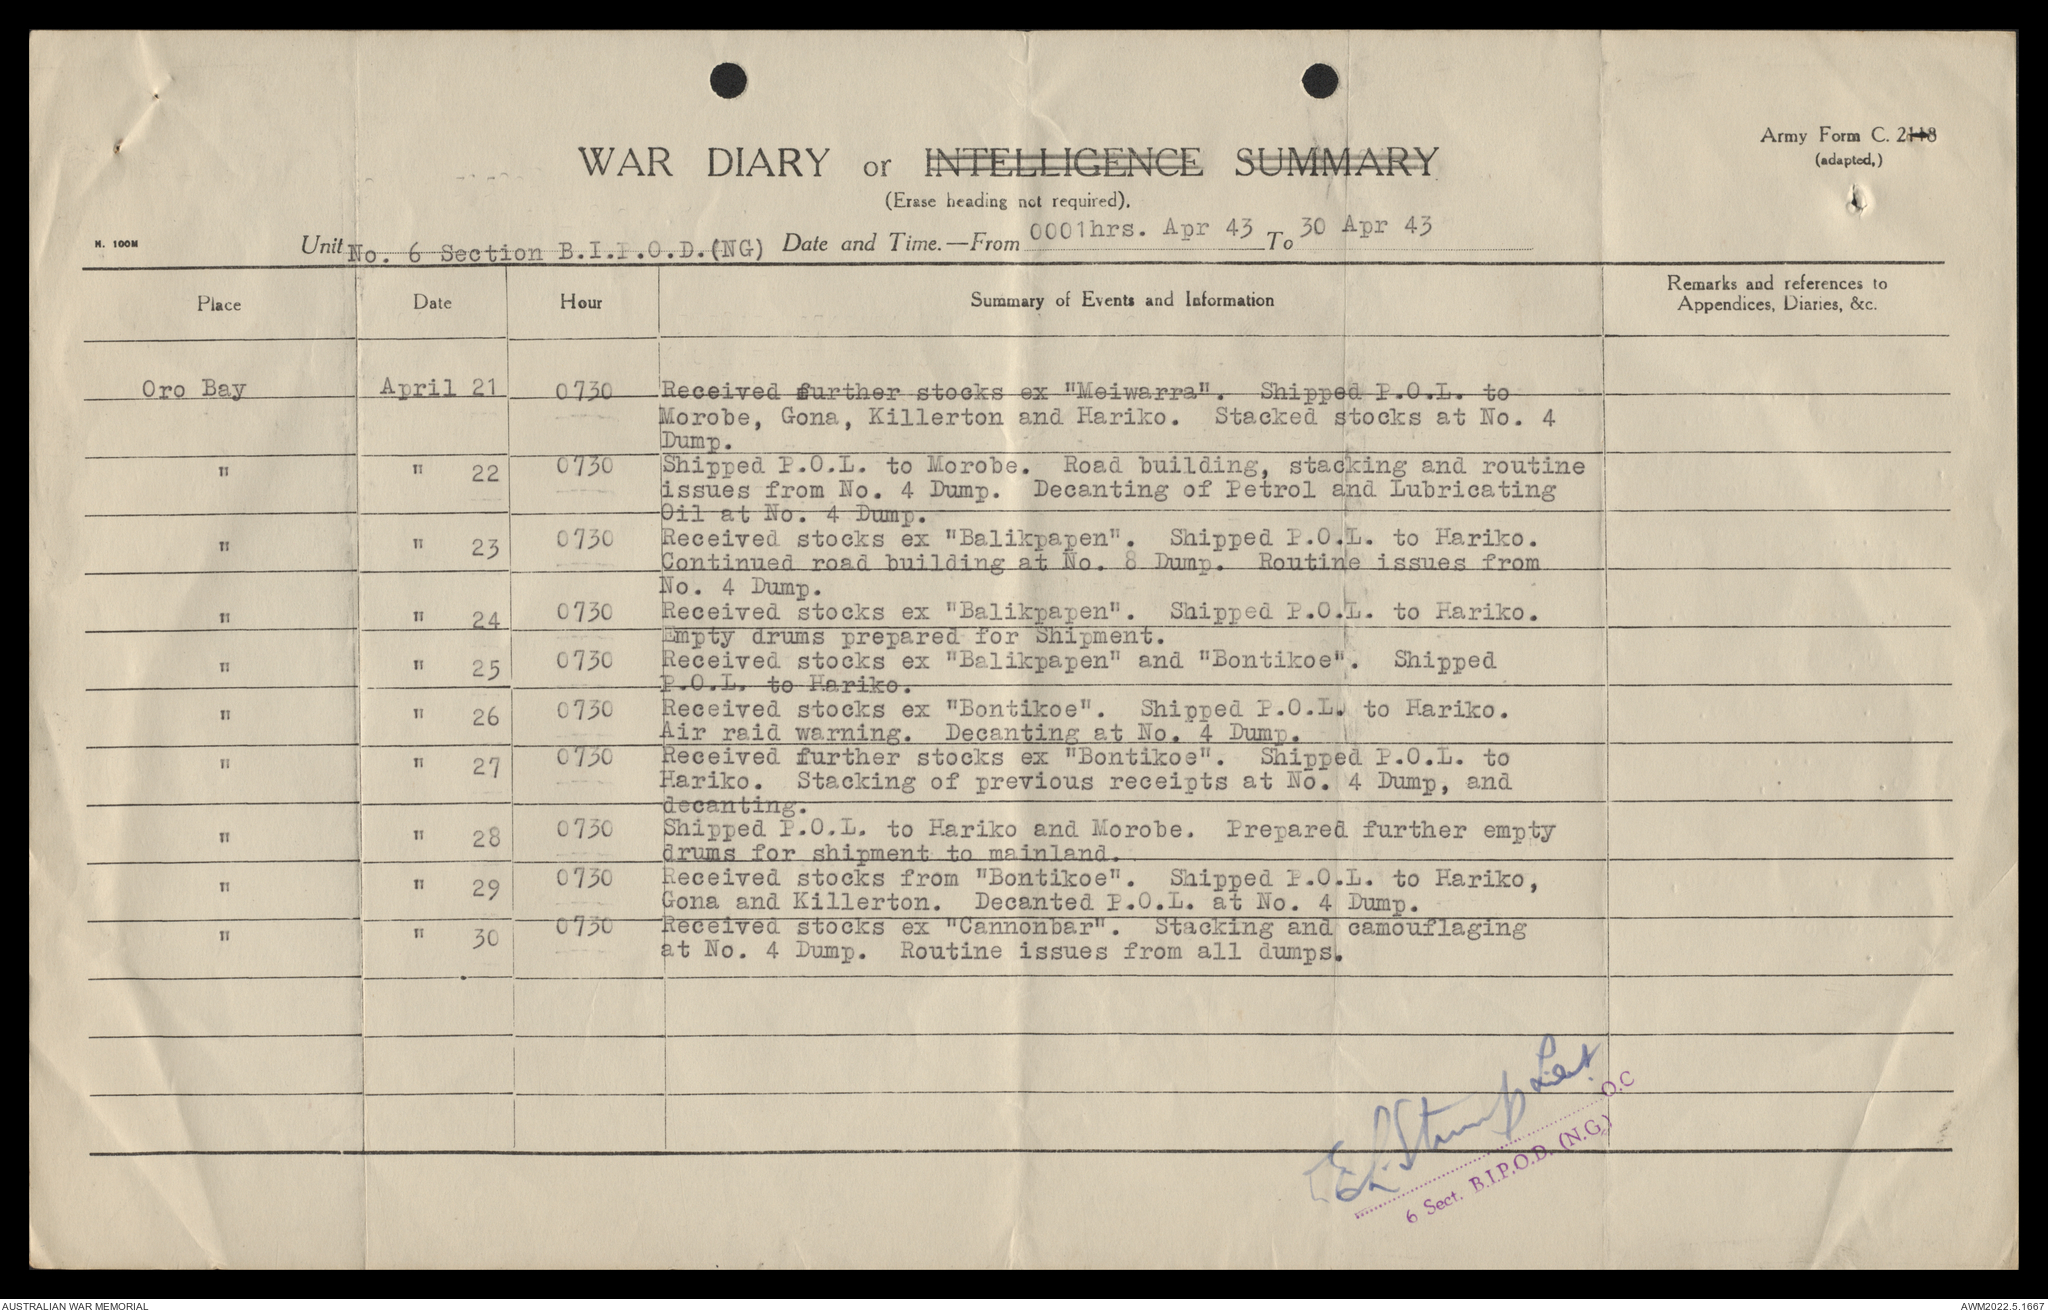 Army Form C. 2118
(adapted,)
WAR DIARY or INTELLIGENCE SUMMARY
(Erase heading not required).
M. 100M
Unit No. 6 Section B.I.P.O.D.(NG) Date and Time.—From 0001hrs. Apr 43 To 30 Apr 43
Place Date Hour Summary of Events and Information Remarks and references to
Appendices, Diaries, &c.
Oro Bay April 21 0730 Received further stocks ex "Meiwarra". Shipped P.O.L. to
Morobe, Gona, Killerton and Hariko. Stacked stocks at No. 4
Dump.
" " 22 0730 Shipped P.O.L. to Morobe. Road building, stacking and routine
issues from No. 4 Dump. Decanting of Petrol and Lubricating
Oil at No. 4 Dump.
" " 23 0730 Received stocks ex "Balikpapen". Shipped P.O.L. to Hariko.
Continued road building at No. 8 Dump. Routine issues from
No. 4 Dump.
" " 24 0730 Received stocks ex "Balikpapen". Shipped P.O.L. to Hariko.
Empty drums prepared for Shipment.
" " 25 0730 Received stocks ex "Balikpapen" and "Bontikoe". Shipped
P.O.L. to Hariko.
" " 26 0730 Received stocks ex "Bontikoe". Shipped P.O.L. to Hariko.
Air raid warning. Decanting at No. 4 Dump.
" " 27 0730 Received further stocks ex "Bontikoe". Shipped P.O.L. to
Hariko. Stacking of previous receipts at No. 4 Dump, and
decanting.
" " 28 0730 Shipped P.O.L. to Hariko and Morobe. Prepared further empty
drums for shipment to mainland.
" " 29 0730 Received stocks from "Bontikoe". Shipped P.O.L. to Hariko,
Gona and Killerton. Decanted P.O.L. at No. 4 Dump.
" " 30 0730 Received stocks ex "Cannonbar". Stacking and camouflaging
at No. 4 Dump. Routine issues from all dumps.
Stump Lieut.
O.C
6 Sect. B.I.P.O.D. (N.G.)
AUSTRALIAN WAR MEMORIAL AWM2022.5.1667